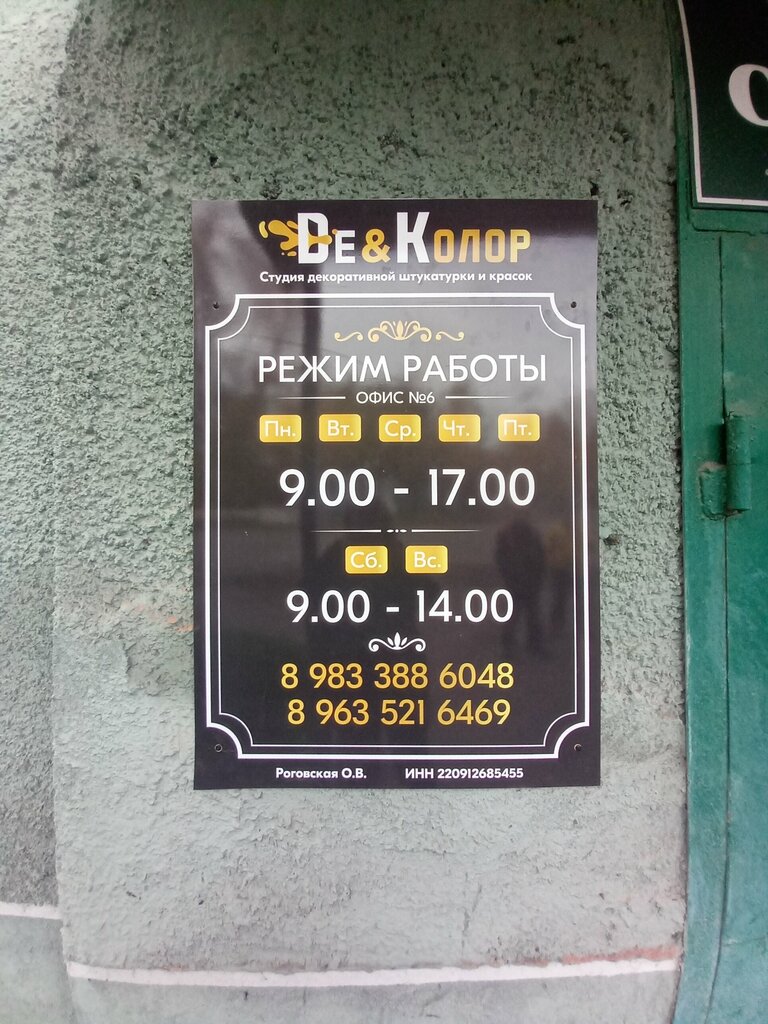 Ве&Колор
Студия декоративной штукатурки и красок
РЕЖИМ РАБОТЫ
ОФИС №6
Пн. Вт. Ср. Чт. Пт.
9.00 - 17.00
Сб. Вс.
9.00 - 14.00
8 983 388 6048
8 963 521 6469
Роговская О.В. ИНН 220912685455